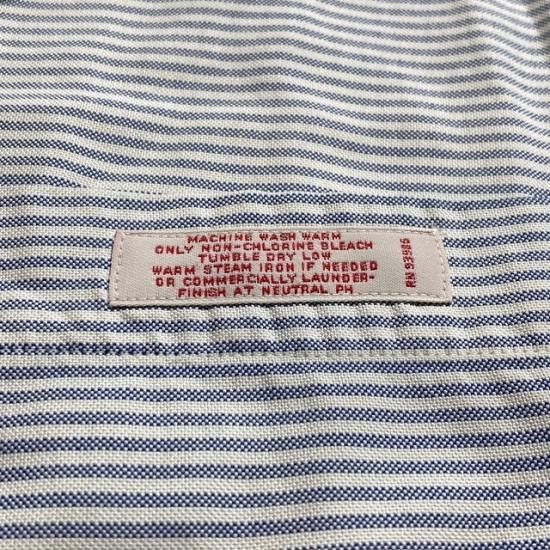 MACHINE WASH WARM
ONLY NON-CHLORINE BLEACH
TUMBLE DRY LOW
WARM STEAM IRON IF NEEDED
OR COMMERCIALLY LAUNDER-
FINISH AT NEUTRAL PH
RN 93986